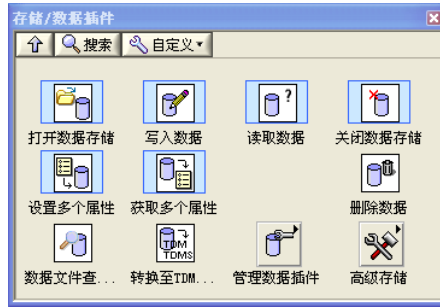 存储/数据插件
搜索 自定义
打开数据存储 写入数据 读取数据 关闭数据存储
设置多个属性 获取多个属性 删除数据
TDM
TDMS
数据文件查... 转换至TDM... 管理数据插件 高级存储